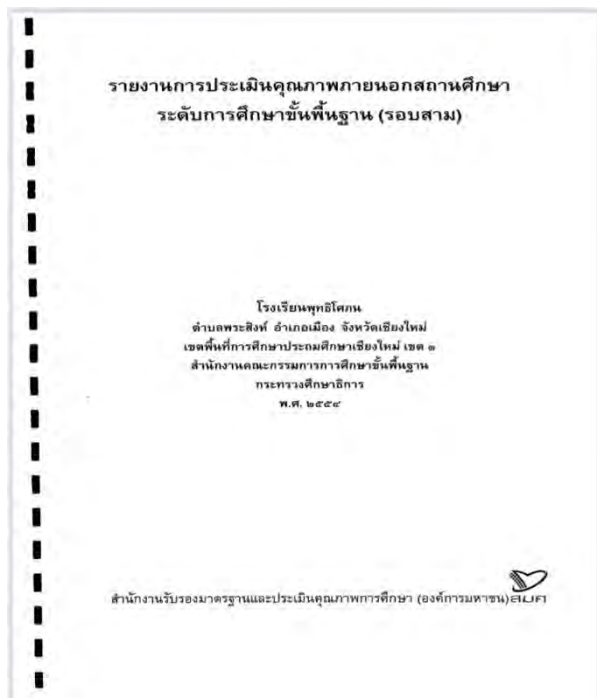 รายงานการประเมินคุณภาพภายนอกสถานศึกษา
ระดับการศึกษาขั้นพื้นฐาน (รอบสาม)
โรงเรียนพุทธิโศภน
ตำบลพระสิงห์ อำเภอเมือง จังหวัดเชียงใหม่
เขตพื้นที่การศึกษาประถมศึกษาเชียงใหม่ เขต ๑
สำนักงานคณะกรรมการการศึกษาขั้นพื้นฐาน
กระทรวงศึกษาธิการ
พ.ศ. ๒๕๕๔
สำนักงานรับรองมาตรฐานและประเมินคุณภาพการศึกษา (องค์การมหาชน) สมศ